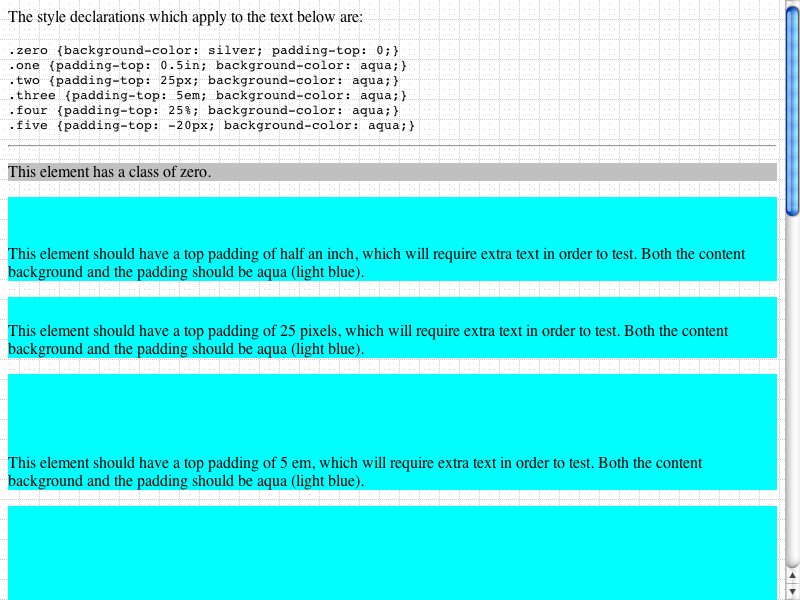 The style declarations which apply to the text below are:
.zero {background-color: silver; padding-top: 0;}
.one {padding-top: 0.5in; background-color: aqua;}
.two {padding-top: 25px; background-color: aqua;}
.three {padding-top: 5em; background-color: aqua;}
.four {padding-top: 25%; background-color: aqua;}
.five {padding-top: -20px; background-color: aqua;}
This element has a class of zero.
This element should have a top padding of half an inch, which will require extra text in order to test. Both the content
background and the padding should be aqua (light blue).
This element should have a top padding of 25 pixels, which will require extra text in order to test. Both the content
background and the padding should be aqua (light blue).
This element should have a top padding of 5 em, which will require extra text in order to test. Both the content
background and the padding should be aqua (light blue).